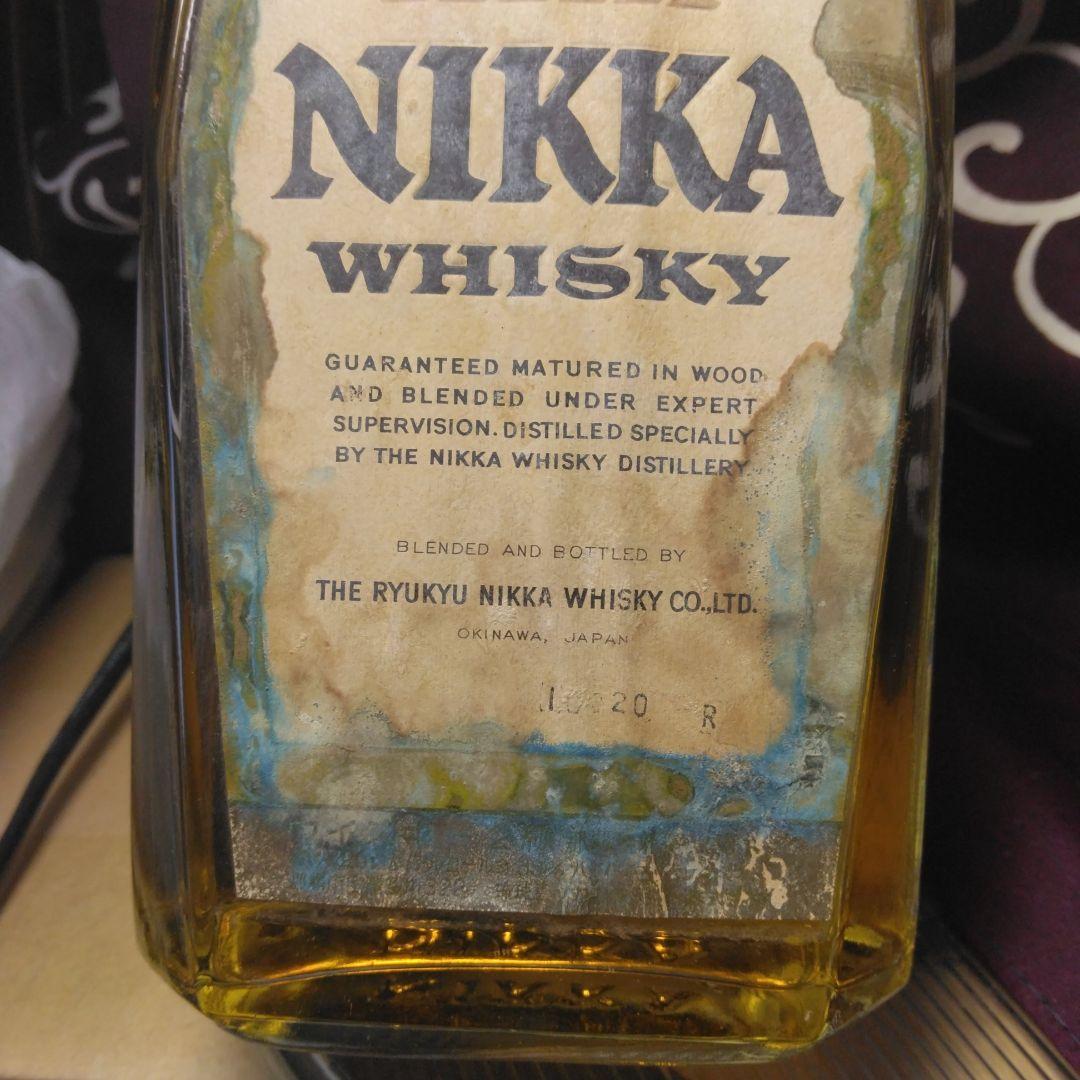 NIKKA
WHISKY
GUARANTEED MATURED IN WOOD
AND BLENDED UNDER EXPERT
SUPERVISION. DISTILLED SPECIALLY
BY THE NIKKA WHISKY DISTILLERY
BLENDED AND BOTTLED BY
THE RYUKYU NIKKA WHISKY CO.,LTD.
OKINAWA, JAPAN
R
NIKKA